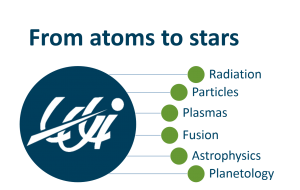 From atoms to stars
Radiation
Particles
Plasmas
Fusion
Astrophysics
Planetology